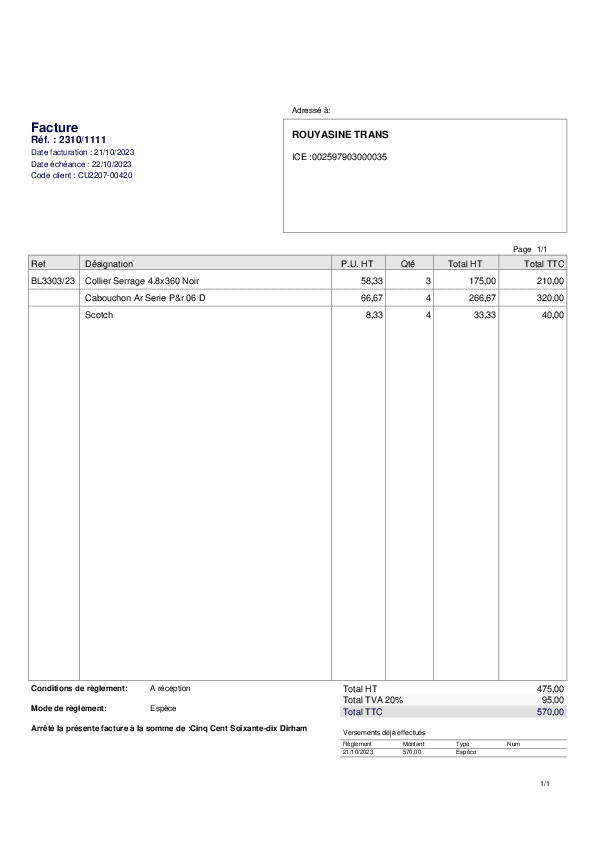 Adressé à:
Facture
Réf. : 2310/1111
Date facturation : 21/10/2023
Date échéance : 22/10/2023
Code client : CU2207-00420
ROUYASINE TRANS
ICE :002597903000035
Page 1/1
Ref Désignation P.U. HT Qté Total HT Total TTC
BL3303/23 Collier Serrage 4.8x360 Noir 58,33 3 175,00 210,00
Cabouchon Ar Serie P&r 06 D 66,67 4 266,67 320,00
Scotch 8,33 4 33,33 40,00
Conditions de règlement: A réception
Mode de règlement: Espèce
Arrêté la présente facture à la somme de :Cinq Cent Soixante-dix Dirham
Total HT 475,00
Total TVA 20% 95,00
Total TTC 570,00
Versements déjà effectués
Règlement Montant Type Num
21/10/2023 570,00 Espèce
1/1